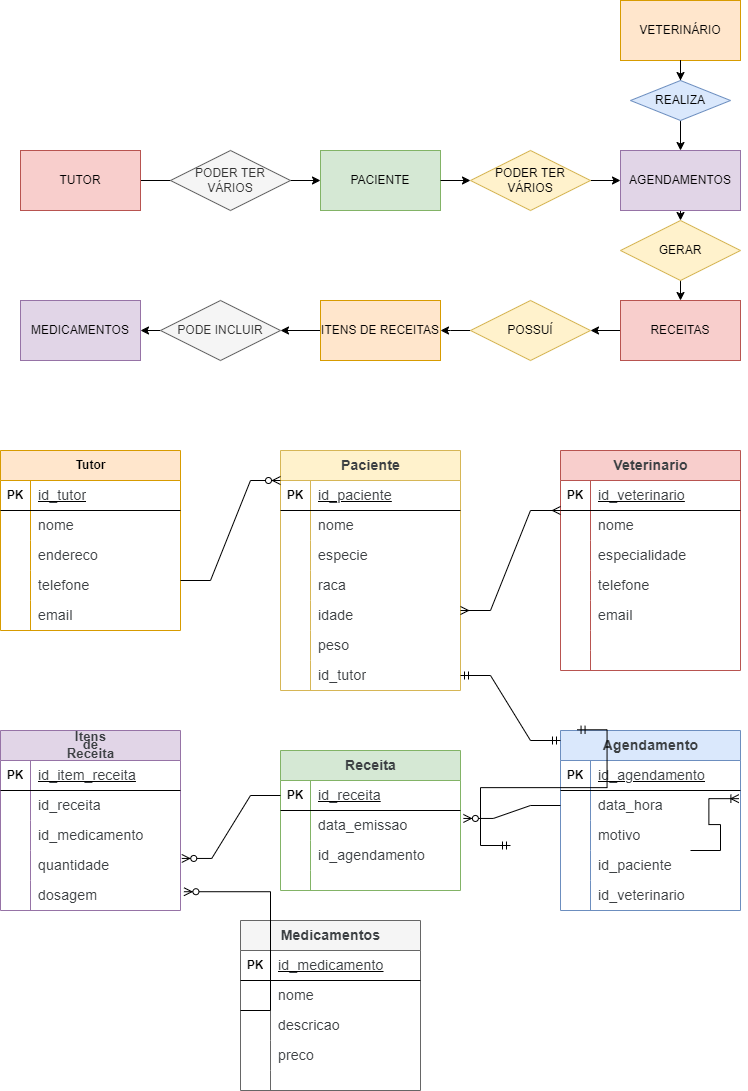 VETERINÁRIO
REALIZA
TUTOR
PODER TER
VÁRIOS
PACIENTE
PODER TER
VÁRIOS
AGENDAMENTOS
GERAR
MEDICAMENTOS
PODE INCLUIR
ITENS DE RECEITAS
POSSUÍ
RECEITAS
Tutor
PK id_tutor
nome
endereco
telefone
email
Paciente
PK id_paciente
nome
especie
raca
idade
peso
id_tutor
Veterinario
PK id_veterinario
nome
especialidade
telefone
email
Itens
de
Receita
PK id_item_receita
id_receita
id_medicamento
quantidade
dosagem
Receita
PK id_receita
data_emissao
id_agendamento
Agendamento
PK id_agendamento
data_hora
motivo
id_paciente
id_veterinario
Medicamentos
PK id_medicamento
nome
descricao
preco